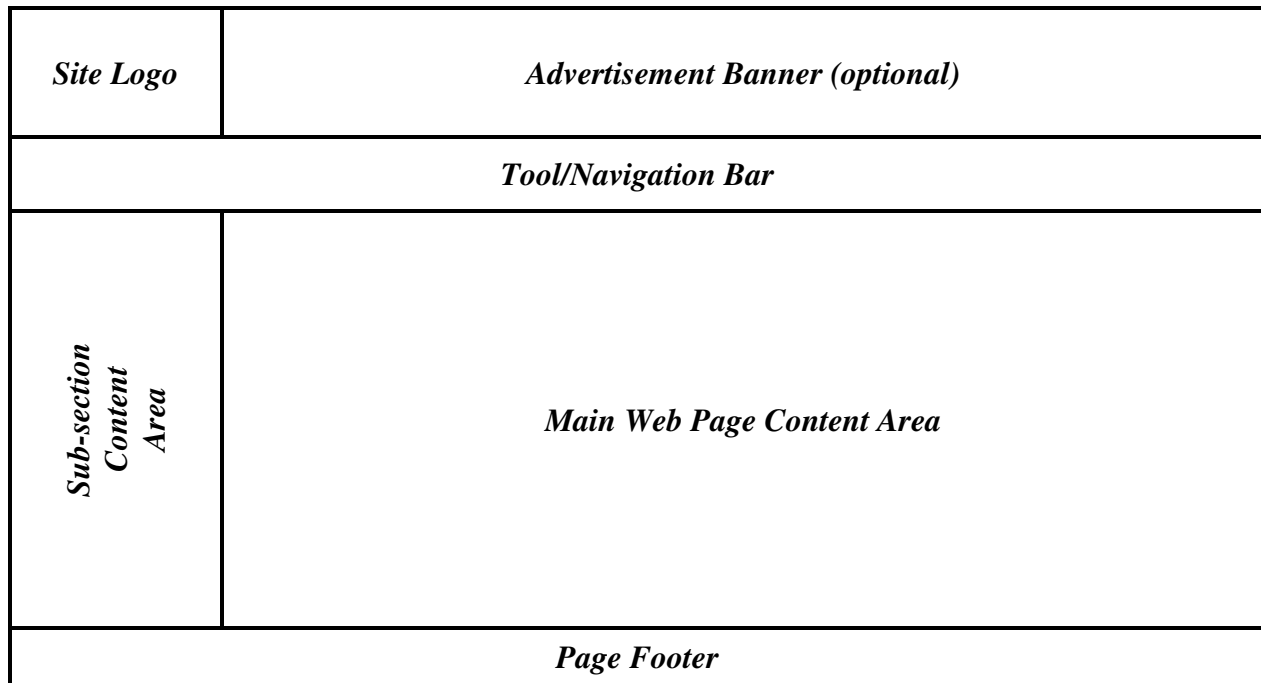 Site Logo
Advertisement Banner (optional)
Tool/Navigation Bar
Sub-section
Content
Area
Main Web Page Content Area
Page Footer